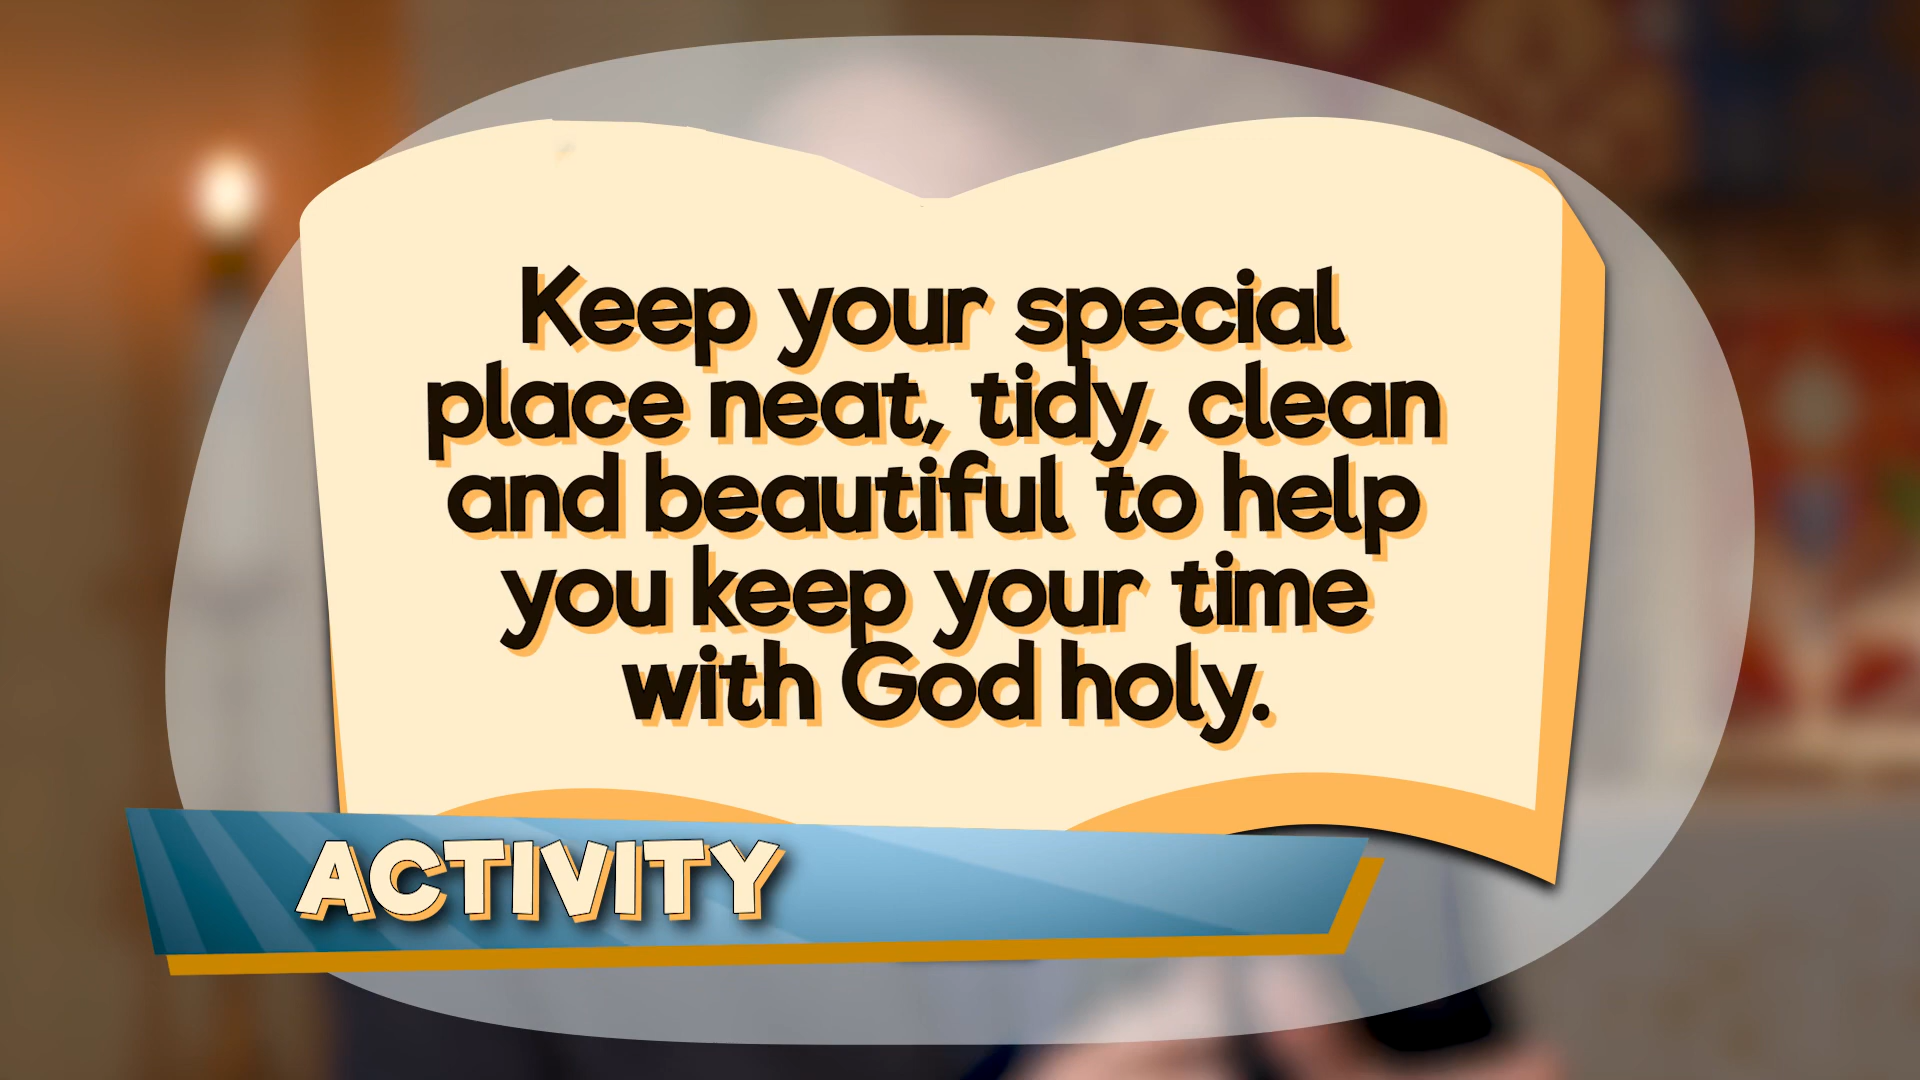 Keep your special
place neat, tidy, clean
and beautiful to help
you keep your time
with God holy.
ACTIVITY